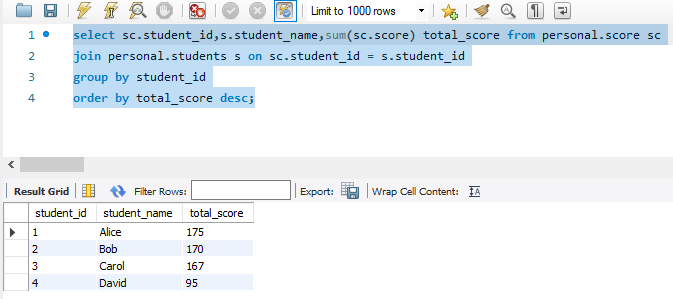 Limit to 1000 rows
1 select sc.student_id,s.student_name,sum(sc.score) total_score from personal.score sc
2 join personal.students s on sc.student_id = s.student_id
3 group by student_id
4 order by total_score desc;
Result Grid Filter Rows: Export: Wrap Cell Content: IA
student_id student_name total_score
1 Alice 175
2 Bob 170
3 Carol 167
4 David 95